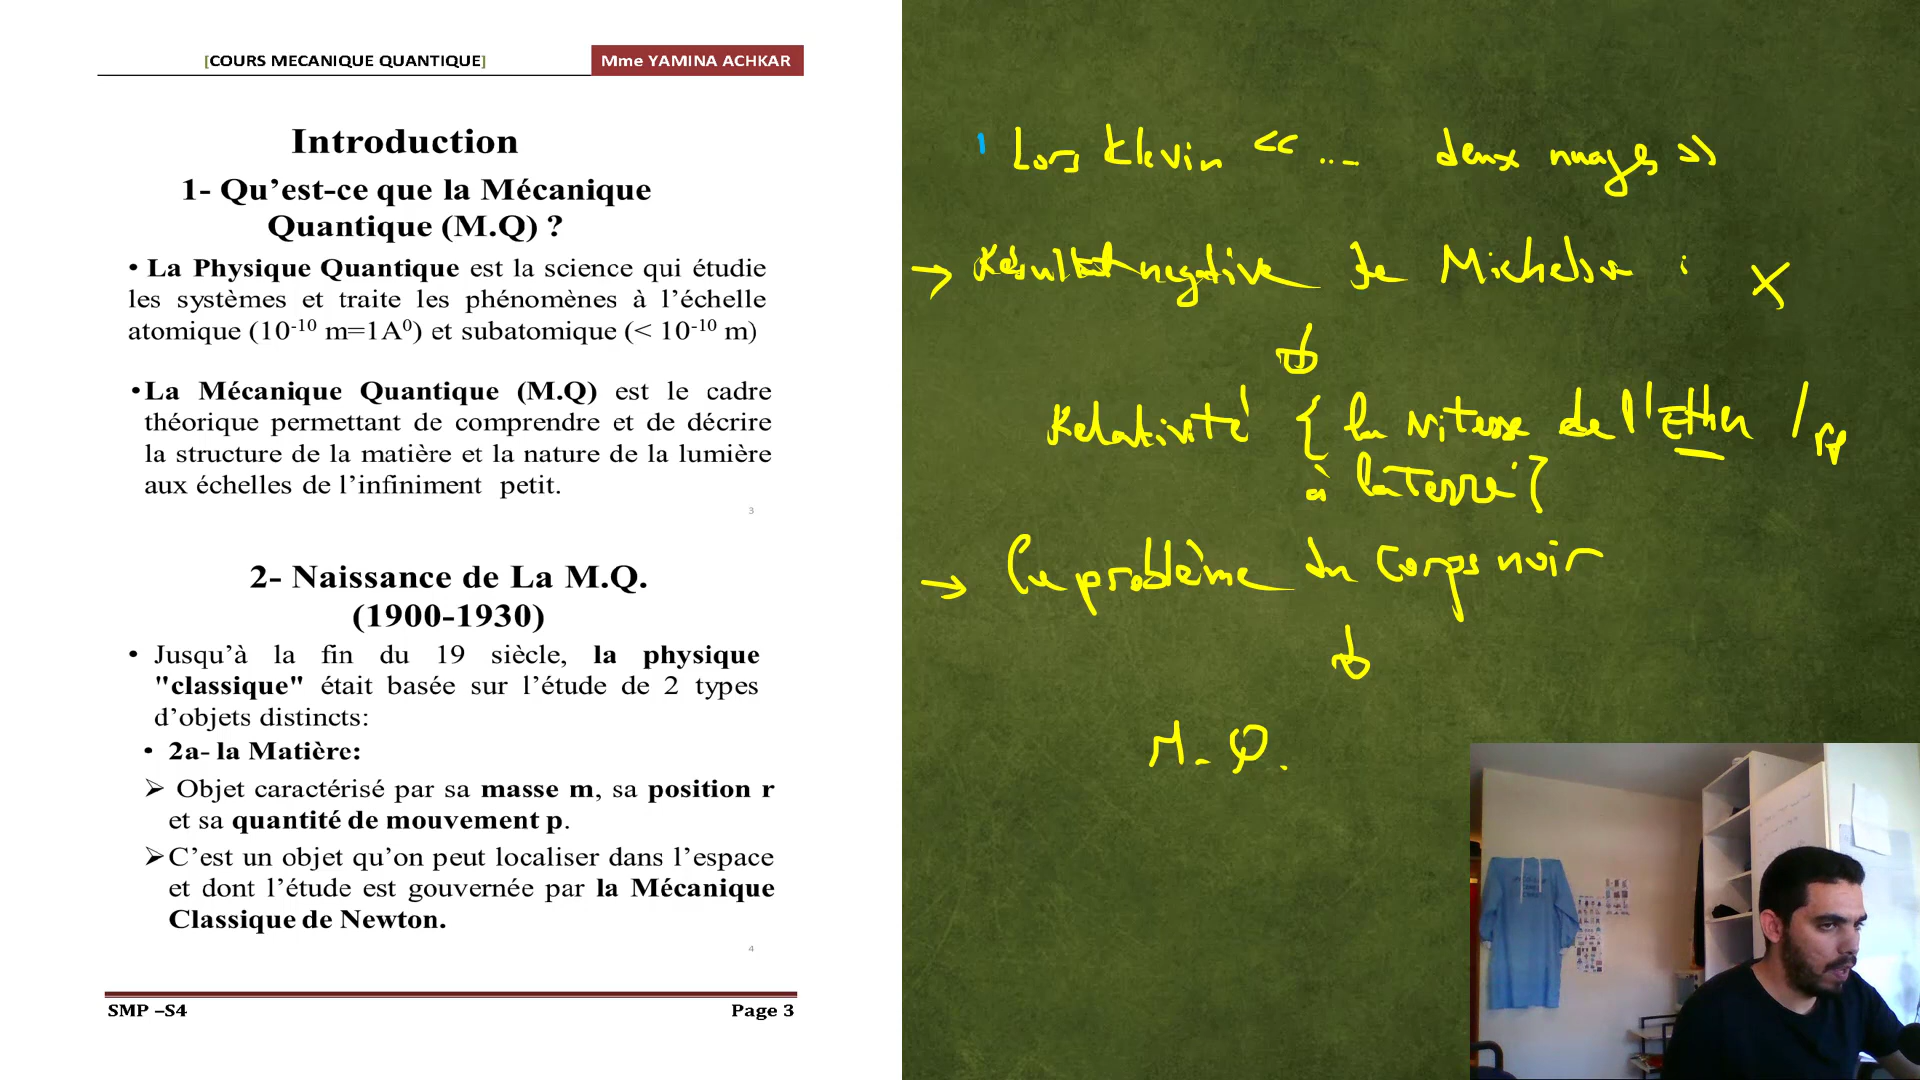 [COURS MECANIQUE QUANTIQUE] Mme YAMINA ACHKAR
Introduction
1- Qu’est-ce que la Mécanique
Quantique (M.Q) ?
• La Physique Quantique est la science qui étudie
les systèmes et traite les phénomènes à l’échelle
atomique (10⁻¹⁰ m=1A⁰) et subatomique (< 10⁻¹⁰ m)
•La Mécanique Quantique (M.Q) est le cadre
théorique permettant de comprendre et de décrire
la structure de la matière et la nature de la lumière
aux échelles de l’infiniment petit.
3
2- Naissance de La M.Q.
(1900-1930)
• Jusqu’à la fin du 19 siècle, la physique
"classique" était basée sur l’étude de 2 types
d’objets distincts:
• 2a- la Matière:
➢ Objet caractérisé par sa masse m, sa position r
et sa quantité de mouvement p.
➢C’est un objet qu’on peut localiser dans l’espace
et dont l’étude est gouvernée par la Mécanique
Classique de Newton.
4
SMP –S4 Page 3
Lors Klevin << ... deux nuages >>
→ Résultat negative de Michelson : X
Relativité { la vitesse de l'Ether /
à la terre }
→ Le problème du corps noir
M.Q.